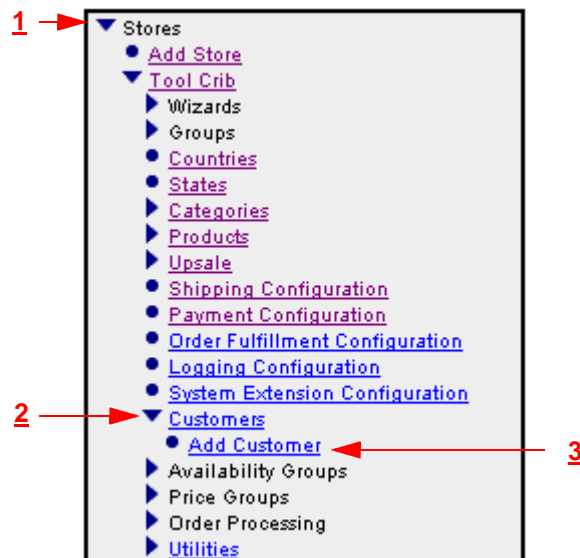 1 Stores
Add Store
Tool Crib
Wizards
Groups
Countries
States
Categories
Products
Upsale
Shipping Configuration
Payment Configuration
Order Fulfillment Configuration
Logging Configuration
System Extension Configuration
2 Customers
Add Customer 3
Availability Groups
Price Groups
Order Processing
Utilities